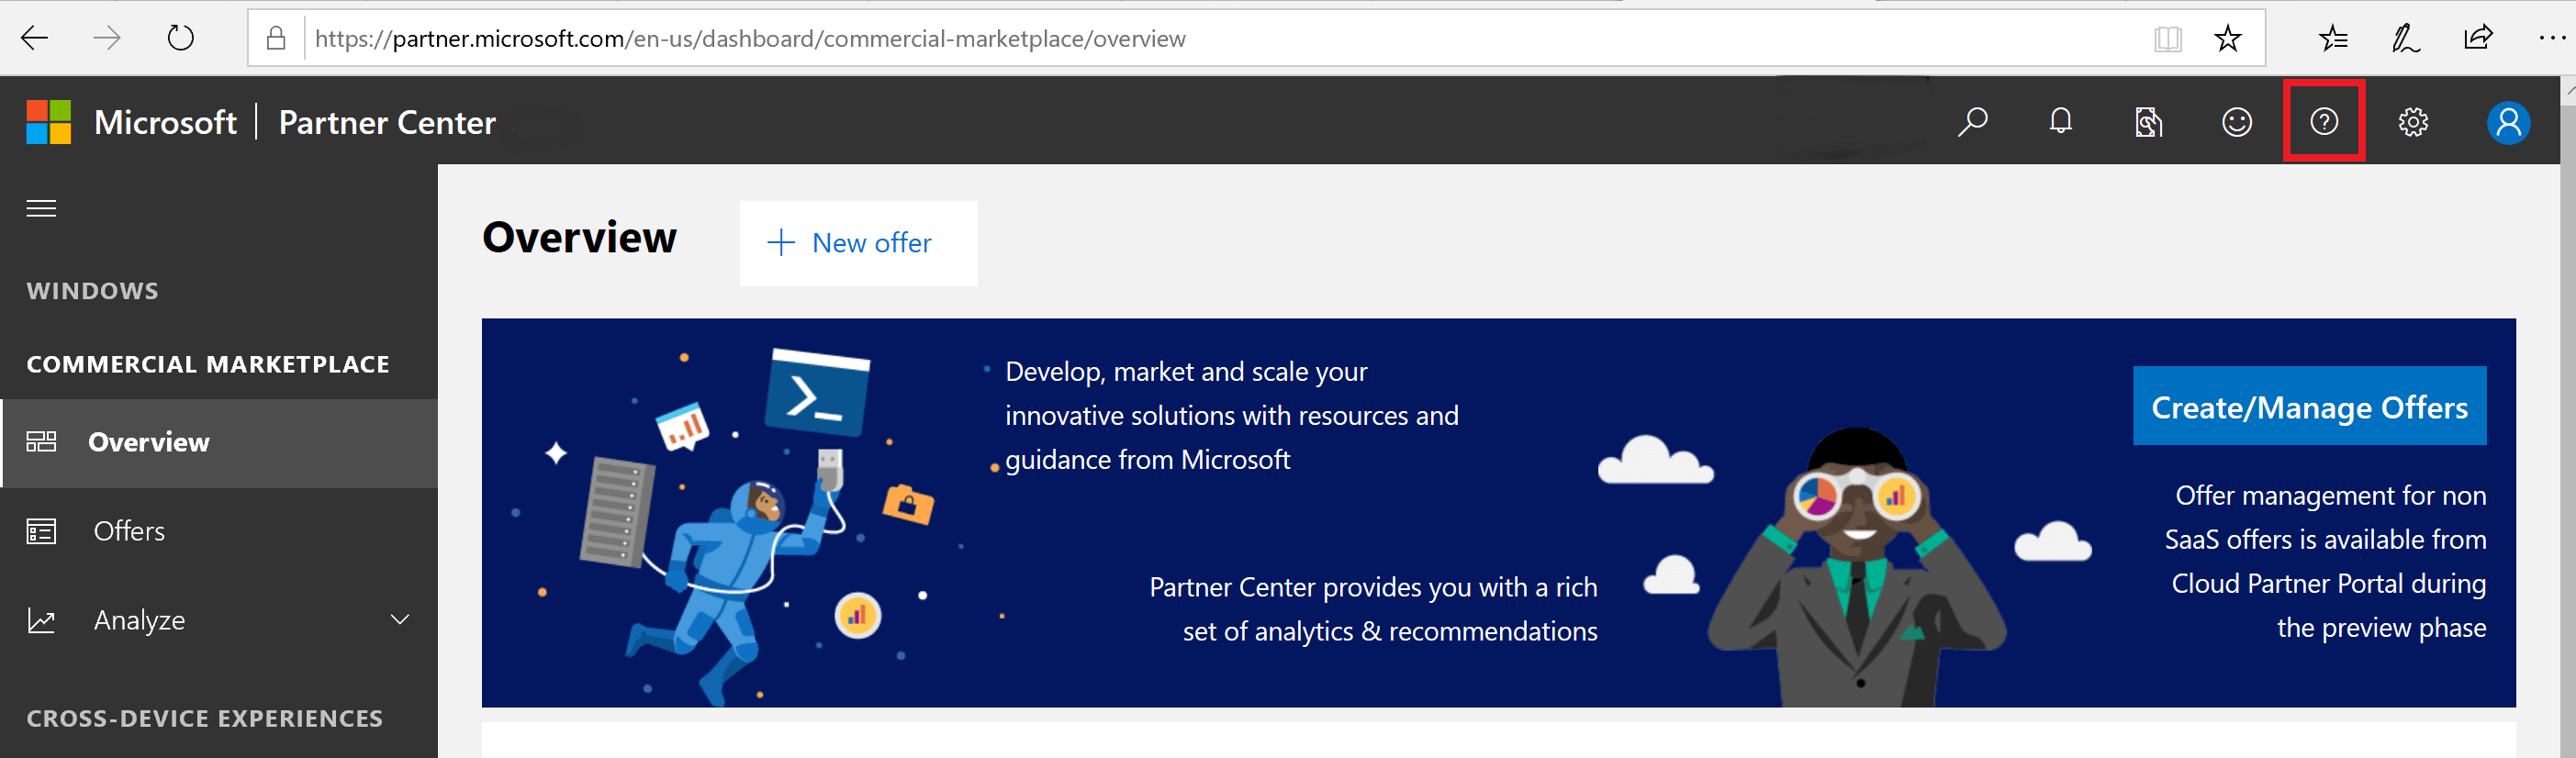 https://partner.microsoft.com/en-us/dashboard/commercial-marketplace/overview
Microsoft | Partner Center
WINDOWS
COMMERCIAL MARKETPLACE
Overview
Offers
Analyze
CROSS-DEVICE EXPERIENCES
Overview
+ New offer
Develop, market and scale your
innovative solutions with resources and
guidance from Microsoft
Partner Center provides you with a rich
set of analytics & recommendations
Create/Manage Offers
Offer management for non
SaaS offers is available from
Cloud Partner Portal during
the preview phase